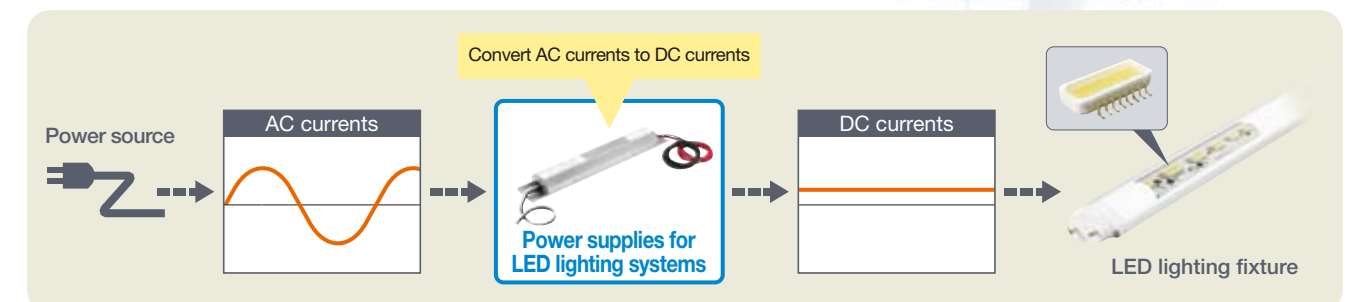 Convert AC currents to DC currents
Power source
AC currents
DC currents
Power supplies for
LED lighting systems
LED lighting fixture